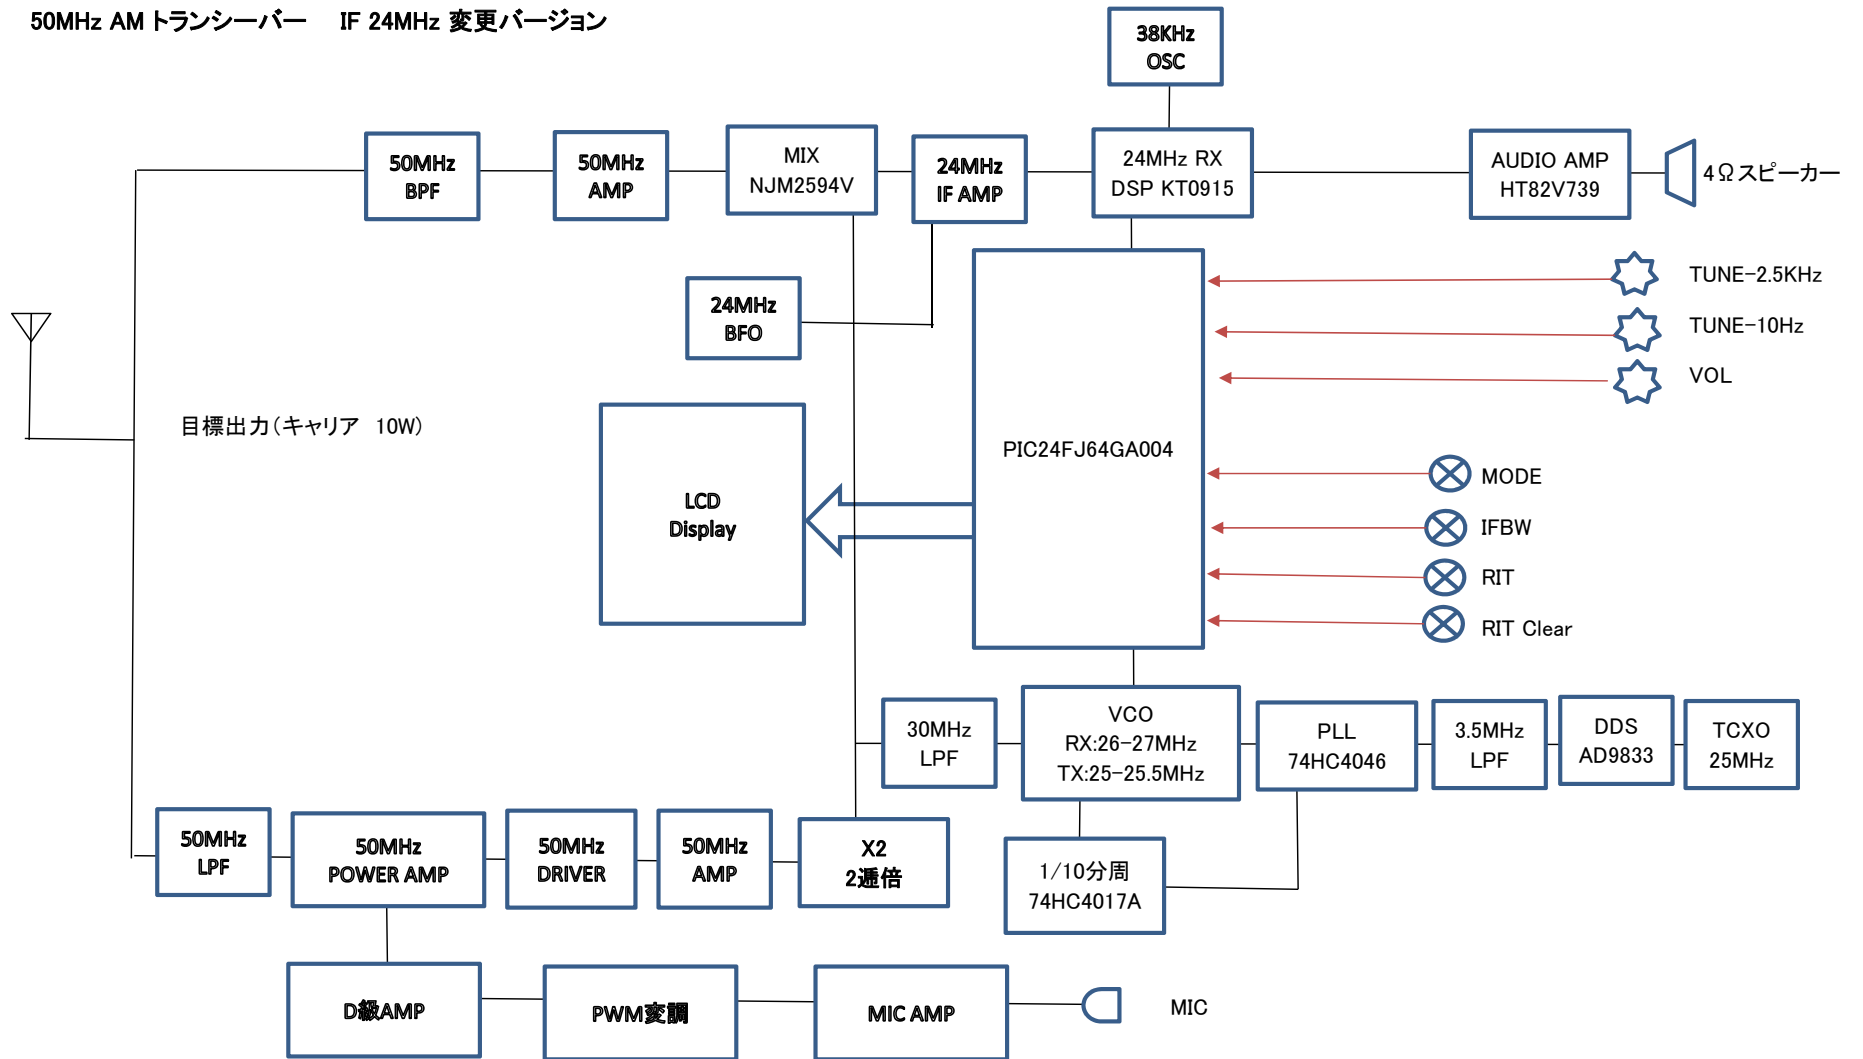 50MHz AM トランシーバー IF 24MHz 変更バージョン
38KHz
OSC
50MHz
BPF
50MHz
AMP
MIX
NJM2594V
24MHz
IF AMP
24MHz RX
DSP KT0915
AUDIO AMP
HT82V739
4Ωスピーカー
TUNE-2.5KHz
TUNE-10Hz
VOL
24MHz
BFO
目標出力（キャリア 10W）
LCD
Display
PIC24FJ64GA004
MODE
IFBW
RIT
RIT Clear
30MHz
LPF
VCO
RX:26-27MHz
TX:25-25.5MHz
PLL
74HC4046
3.5MHz
LPF
DDS
AD9833
TCXO
25MHz
50MHz
LPF
50MHz
POWER AMP
50MHz
DRIVER
50MHz
AMP
X2
2逓倍
1/10分周
74HC4017A
D級AMP
PWM変調
MIC AMP
MIC